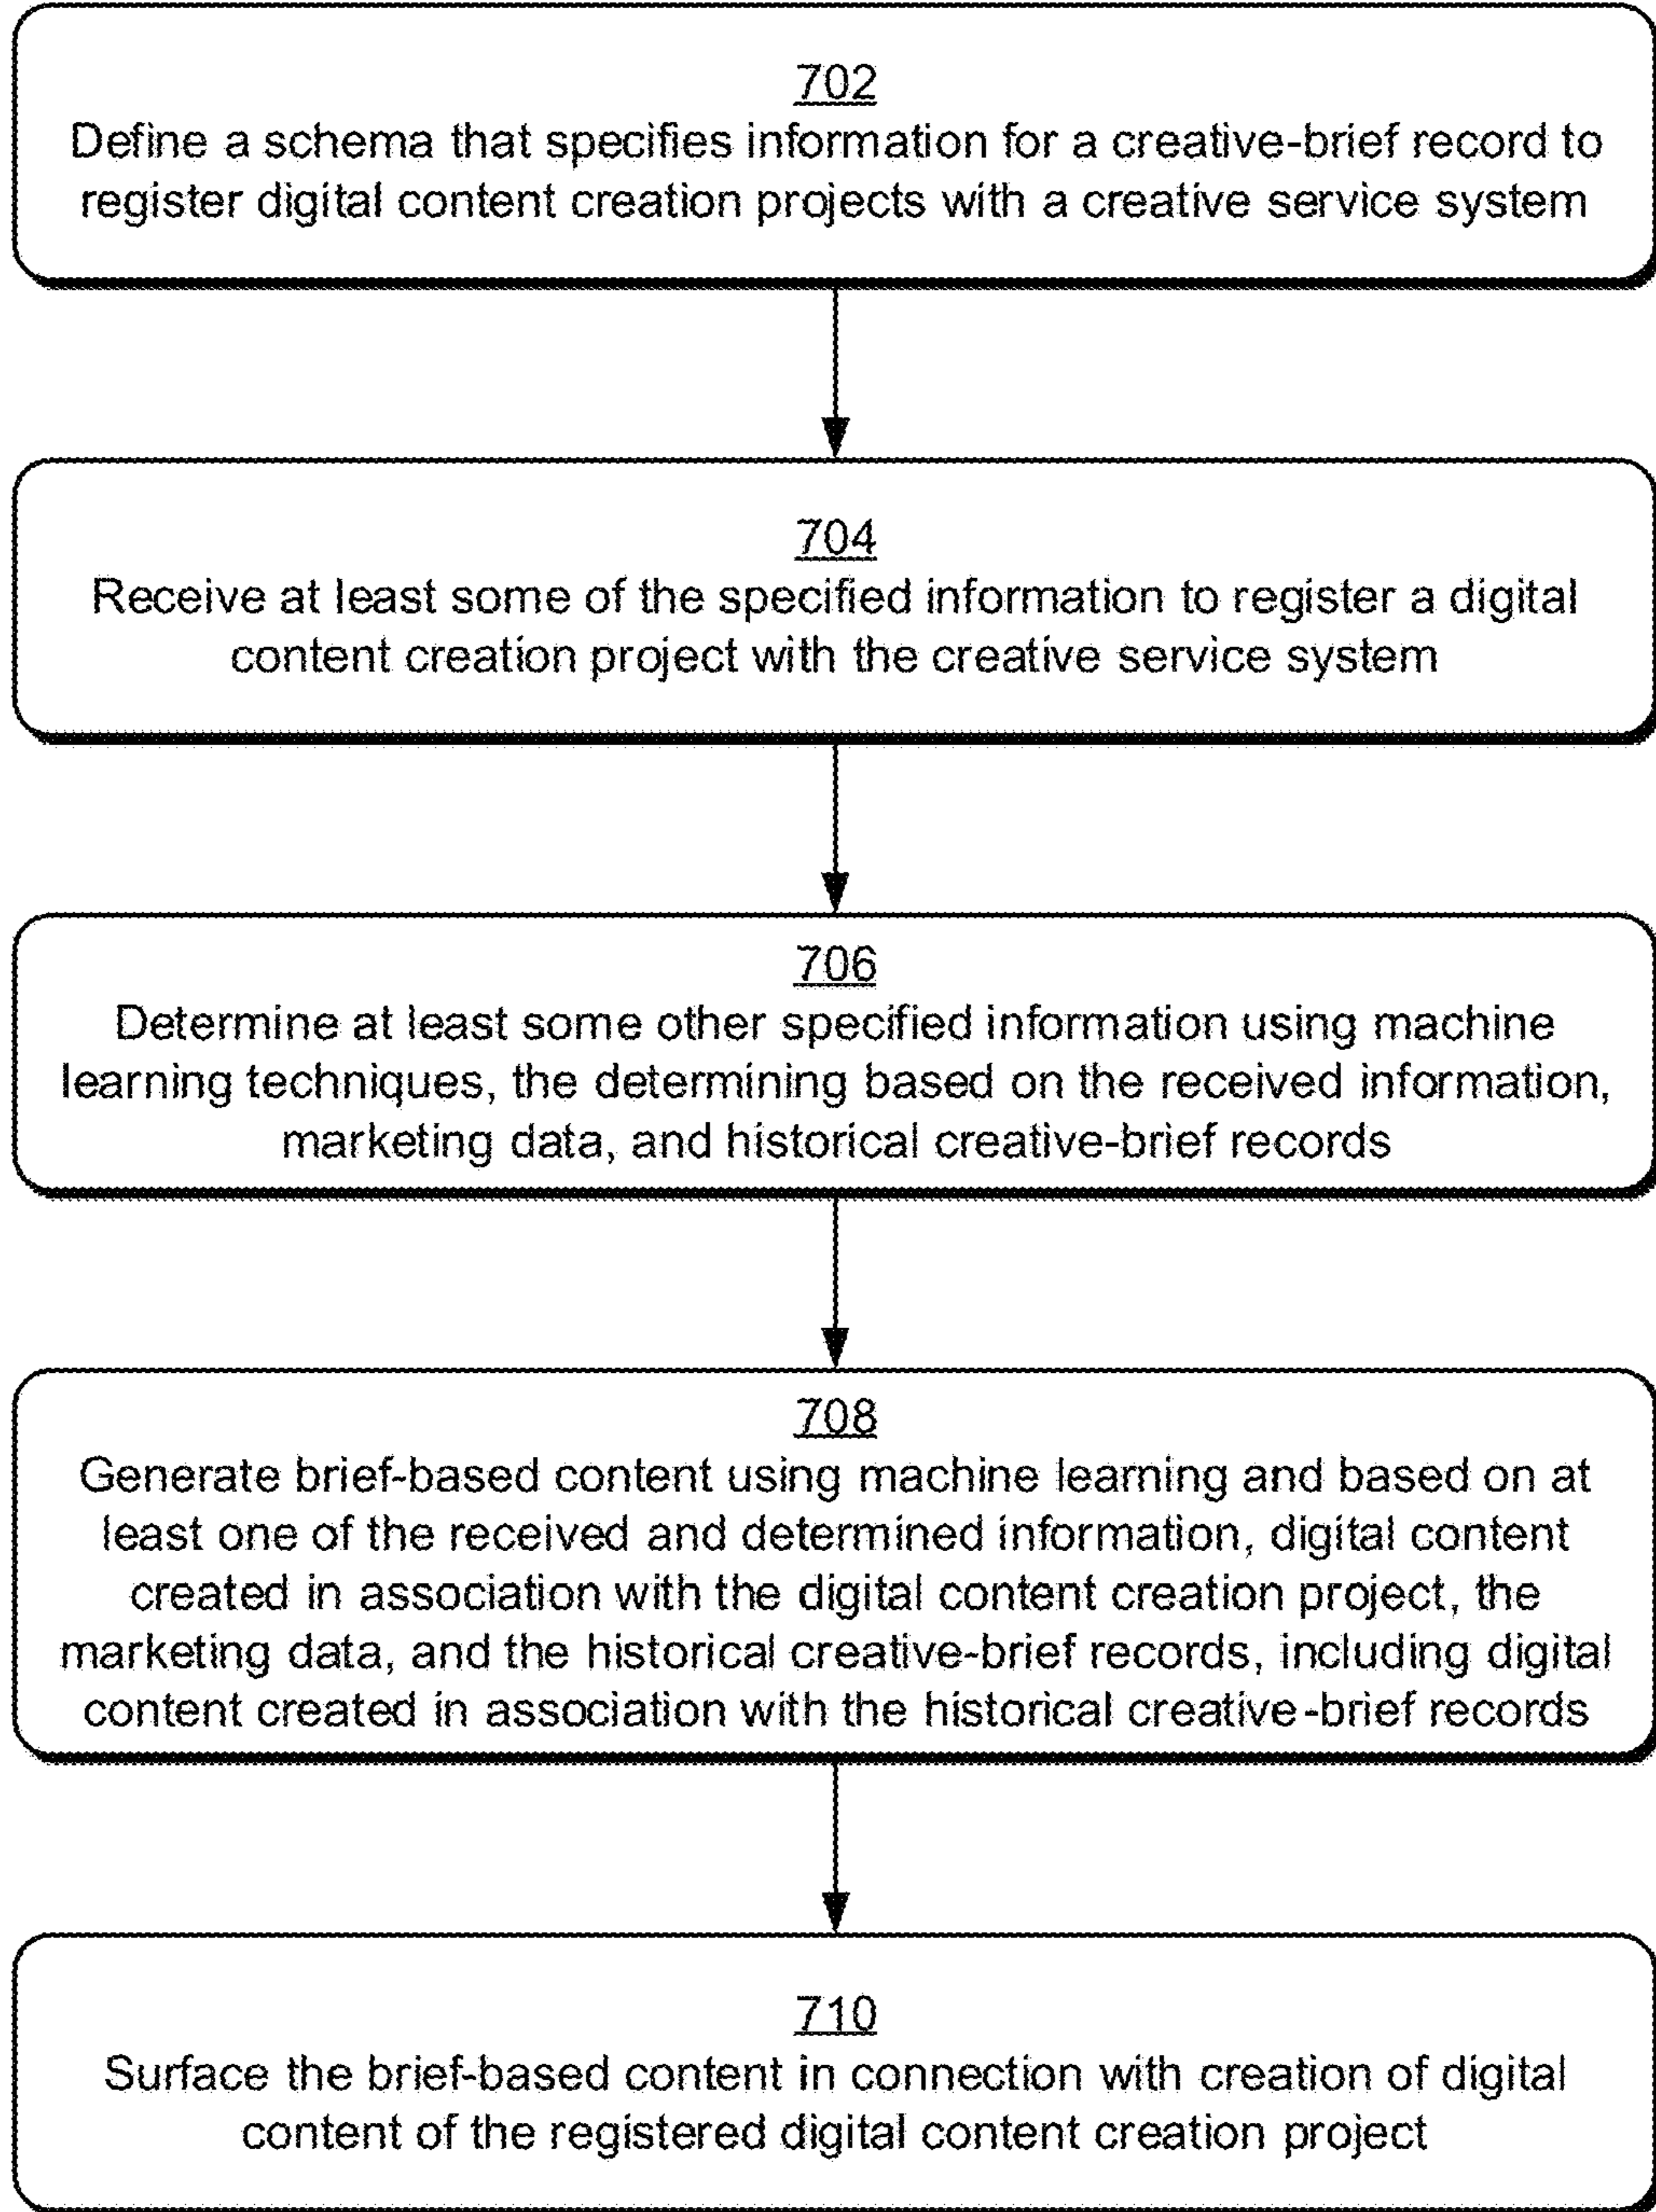 702
Define a schema that specifies information for a creative-brief record to
register digital content creation projects with a creative service system
704
Receive at least some of the specified information to register a digital
content creation project with the creative service system
706
Determine at least some other specified information using machine
learning techniques, the determining based on the received information,
marketing data, and historical creative-brief records
708
Generate brief-based content using machine learning and based on at
least one of the received and determined information, digital content
created in association with the digital content creation project, the
marketing data, and the historical creative-brief records, including digital
content created in association with the historical creative-brief records
710
Surface the brief-based content in connection with creation of digital
content of the registered digital content creation project